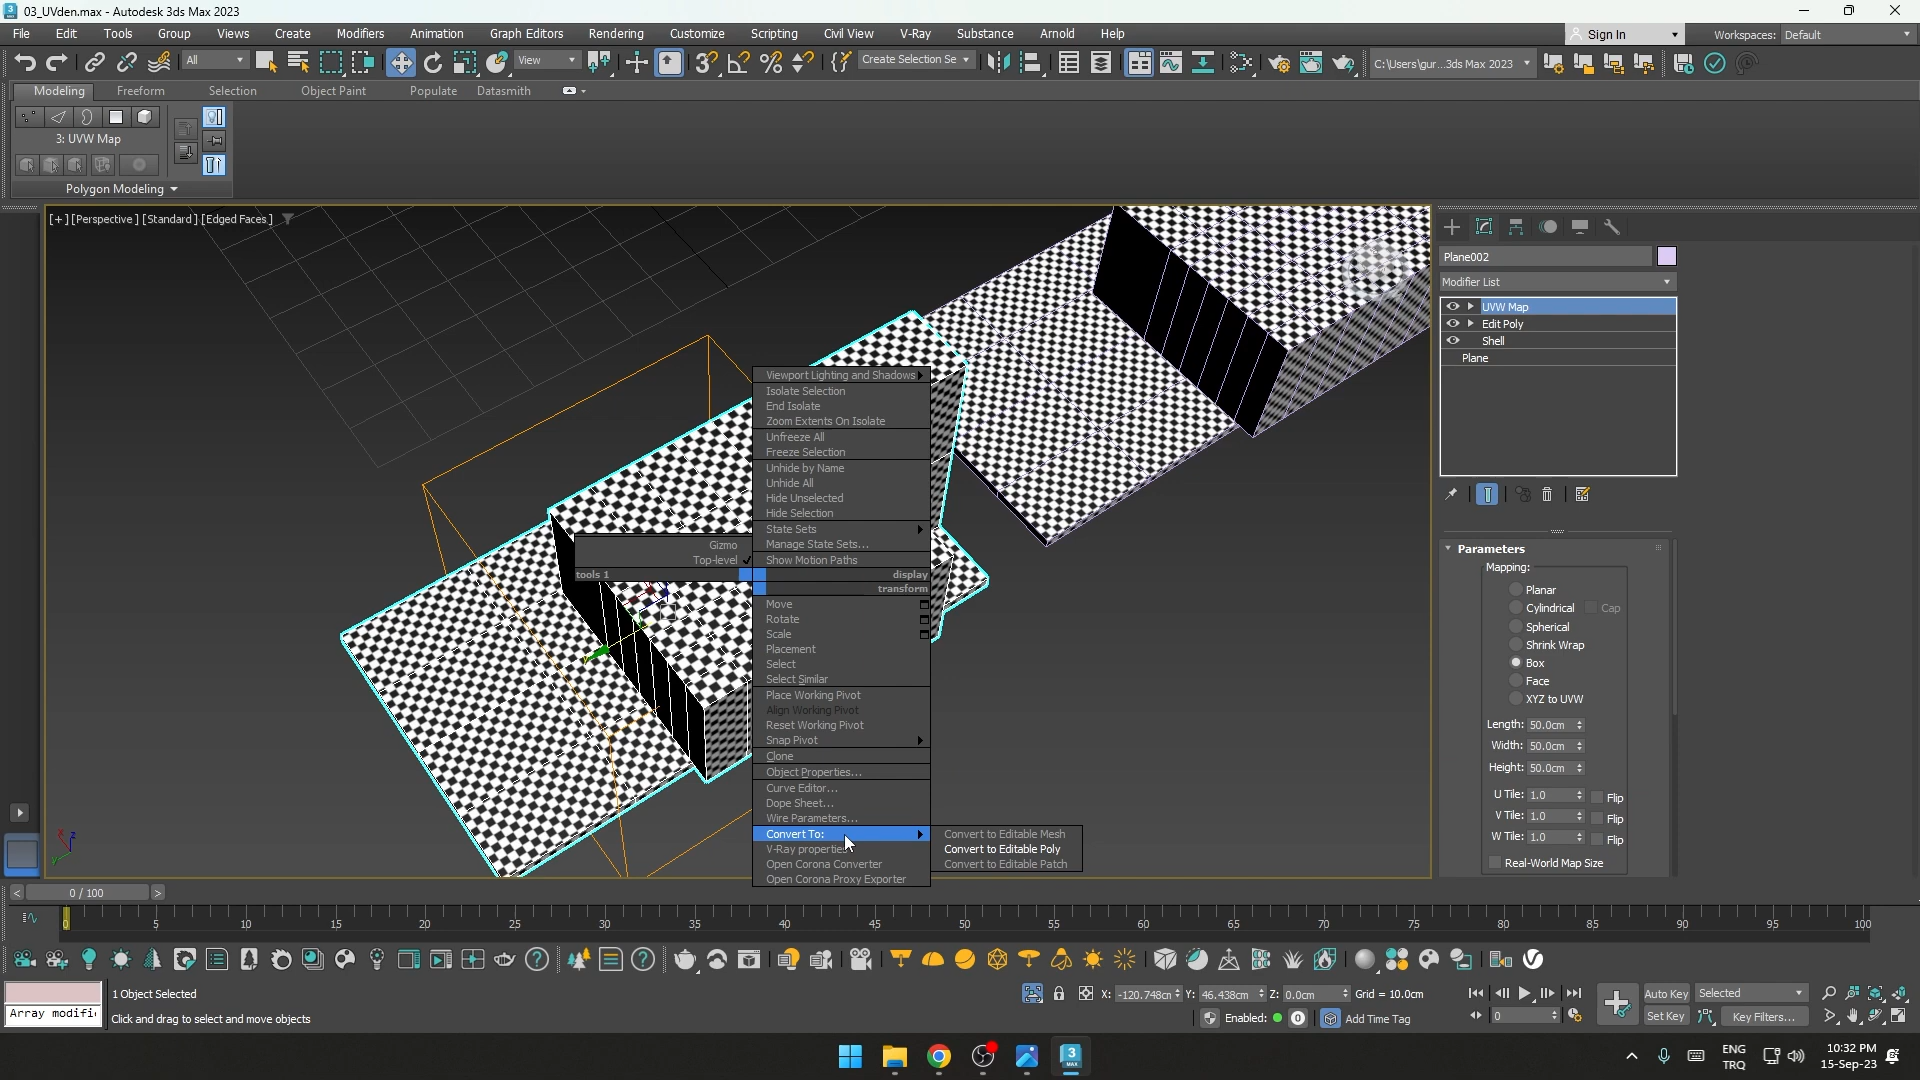 03_UVden.max - Autodesk 3ds Max 2023
File Edit Tools Group Views Create Modifiers Animation Graph Editors Rendering Customize Scripting Civil View V-Ray Substance Arnold Help
Sign In
Workspaces: Default
All
View
Create Selection Se
C:\Users\gur...3ds Max 2023
Modeling Freeform Selection Object Paint Populate Datasmith
3: UVW Map
Polygon Modeling
[+] [Perspective] [Standard] [Edged Faces]
Viewport Lighting and Shadows
Isolate Selection
End Isolate
Zoom Extents On Isolate
Unfreeze All
Freeze Selection
Unhide by Name
Unhide All
Hide Unselected
Hide Selection
State Sets
Manage State Sets...
Show Motion Paths
Gizmo
Top-level
tools 1
display
transform
Move
Rotate
Scale
Placement
Select
Select Similar
Place Working Pivot
Align Working Pivot
Reset Working Pivot
Snap Pivot
Clone
Object Properties...
Curve Editor...
Dope Sheet...
Wire Parameters...
Convert To:
V-Ray properties
Open Corona Converter
Open Corona Proxy Exporter
Convert to Editable Mesh
Convert to Editable Poly
Convert to Editable Patch
Plane002
Modifier List
UVW Map
Edit Poly
Shell
Plane
Parameters
Mapping:
Planar
Cylindrical Cap
Spherical
Shrink Wrap
Box
Face
XYZ to UVW
Length: 50.0cm
Width: 50.0cm
Height: 50.0cm
U Tile: 1.0 Flip
V Tile: 1.0 Flip
W Tile: 1.0 Flip
Real-World Map Size
0 / 100
0 5 10 15 20 25 30 35 40 45 50 55 60 65 70 75 80 85 90 95 100
1 Object Selected
Array modifi
Click and drag to select and move objects
X: -120.748cm Y: 46.438cm Z: 0.0cm Grid = 10.0cm
Enabled: 0 Add Time Tag
Auto Key Selected
Set Key Key Filters...
0
ENG
TRQ
10:32 PM
15-Sep-23